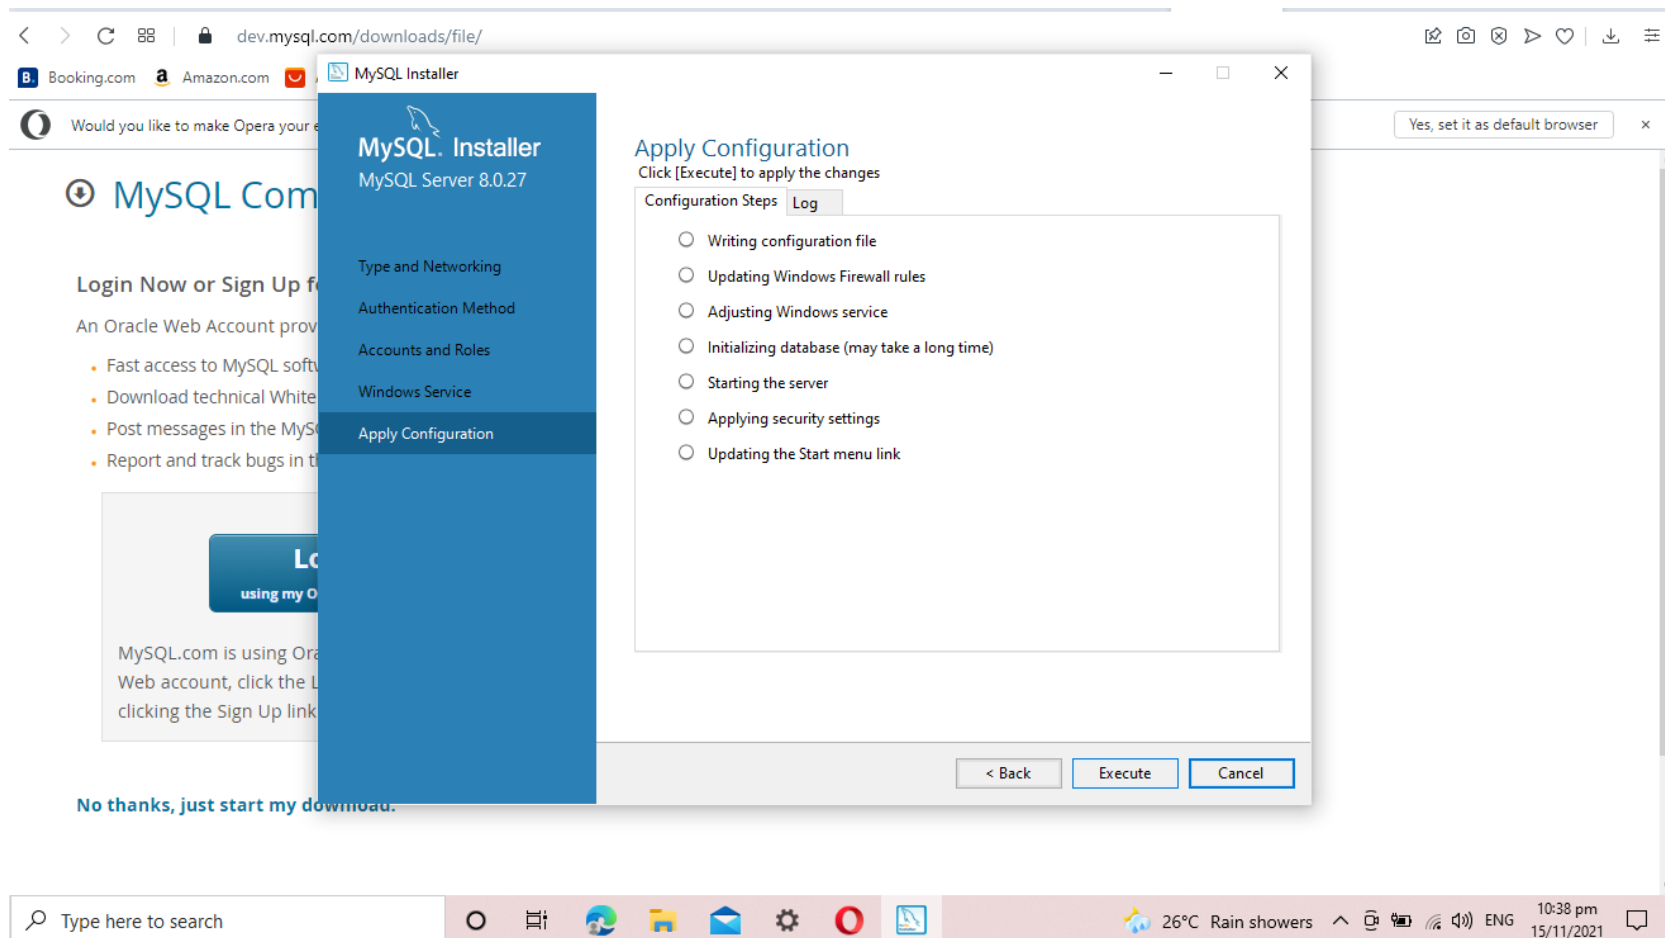 dev.mysql.com/downloads/file/
B. Booking.com
a Amazon.com
MySQL Installer
Would you like to make Opera your
Yes, set it as default browser
MySQL Com
Login Now or Sign Up f
An Oracle Web Account prov
Fast access to MySQL soft
Download technical White
Post messages in the MyS
Report and track bugs in t
Lo
using my O
MySQL.com is using Ora
Web account, click the L
clicking the Sign Up link
No thanks, just start my download.
MySQL. Installer
MySQL Server 8.0.27
Type and Networking
Authentication Method
Accounts and Roles
Windows Service
Apply Configuration
Apply Configuration
Click [Execute] to apply the changes
Configuration Steps
Log
Writing configuration file
Updating Windows Firewall rules
Adjusting Windows service
Initializing database (may take a long time)
Starting the server
Applying security settings
Updating the Start menu link
< Back
Execute
Cancel
Type here to search
26°C Rain showers
ENG
10:38 pm
15/11/2021